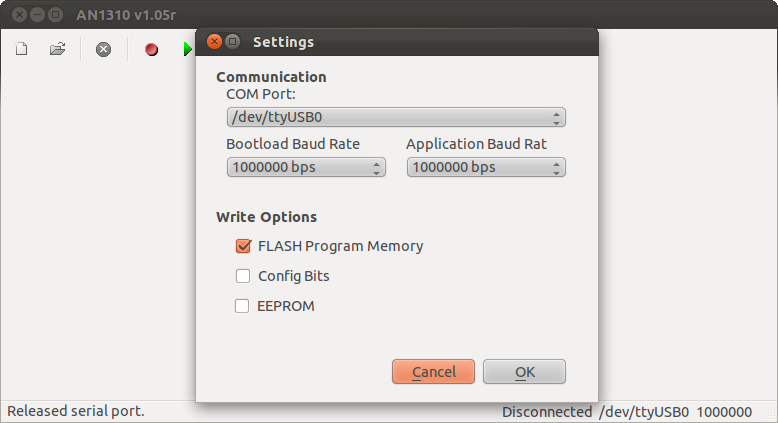 AN1310 v1.05r
Settings
Communication
COM Port:
/dev/ttyUSB0
Bootload Baud Rate Application Baud Rat
1000000 bps 1000000 bps
Write Options
FLASH Program Memory
Config Bits
EEPROM
Cancel OK
Released serial port. Disconnected /dev/ttyUSB0 1000000